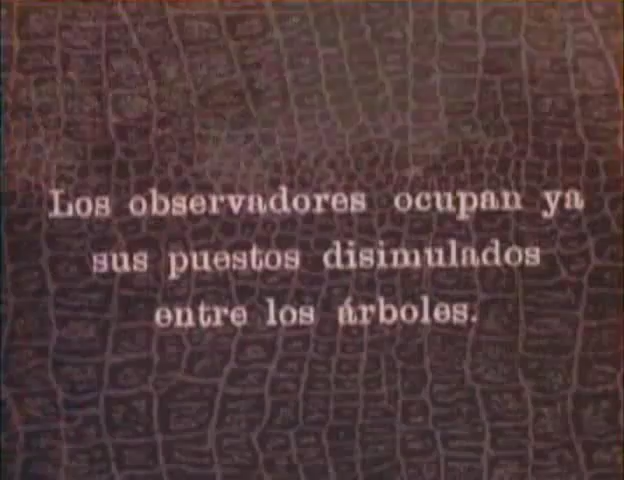 Los observadores ocupan ya
sus puestos disimulados
entre los árboles.